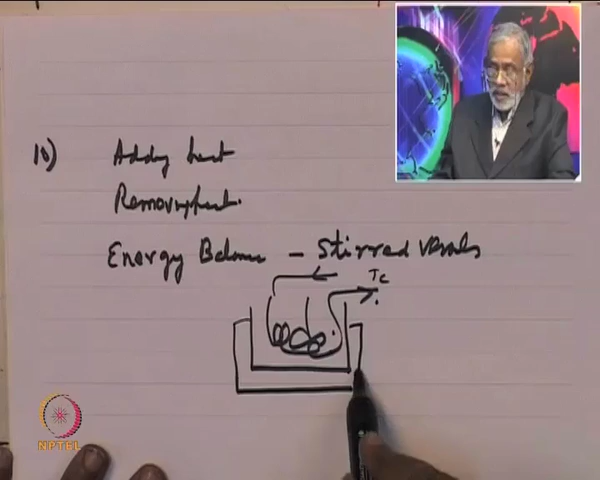 10) Adding heat
Removing heat.
Energy Balance - Stirred Vessels
Tc
NPTEL